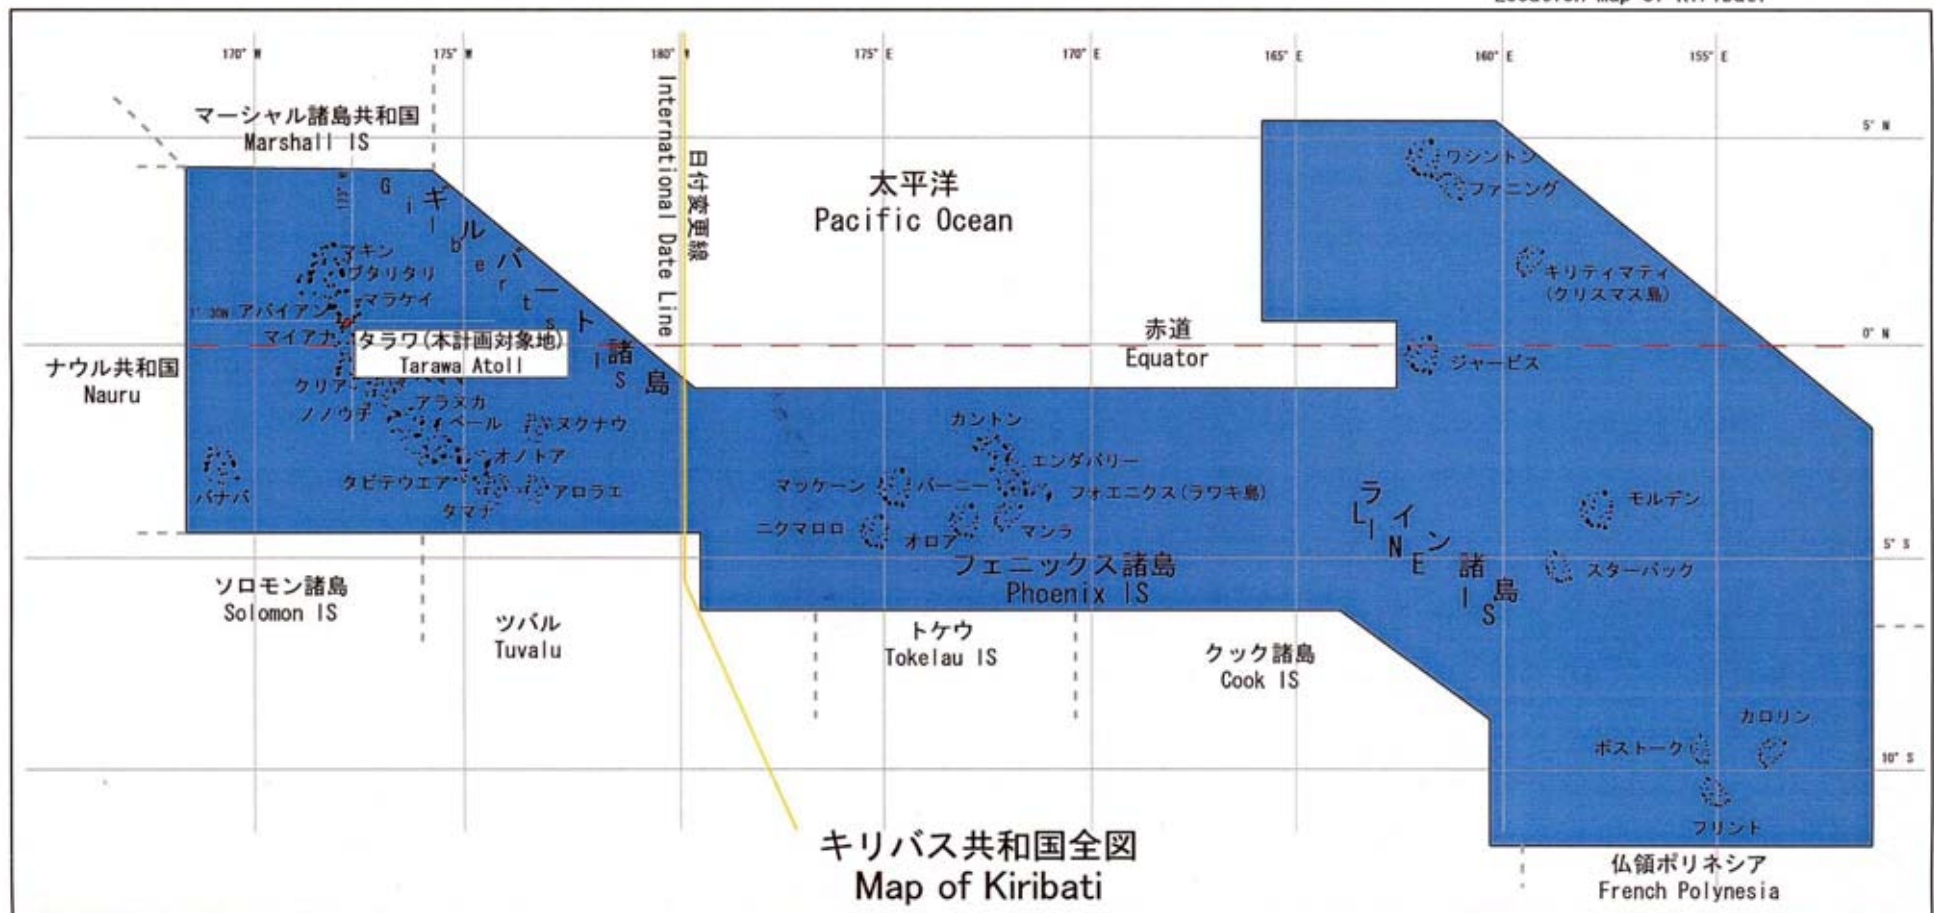 170° W
175° W
180° W
175° E
170° E
165° E
160° E
155° E
マーシャル諸島共和国
Marshall IS
International Date Line
日付変更線
太平洋
Pacific Ocean
5° N
ワシントン
ファニング
ギルバート諸島
Gilberts IS
マキン
ブタリタリ
キリティマティ
(クリスマス島)
マラケイ
アバイアン
マイアナ
タラワ(本計画対象地)
Tarawa Atoll
赤道
Equator
0° N
ジャービス
ナウル共和国
Nauru
クリア
アラヌカ
ノノウチ
ベール
ヌクナウ
オノトア
バナバ
タビテウエア
アロラエ
タマナ
カントン
エンダバリー
マッケーン
バーニー
フォエニクス(ラワキ島)
ニクマロロ
オロア
マンラ
フェニックス諸島
Phoenix IS
ライン諸島
LINE IS
モルデン
スターバック
5° S
ソロモン諸島
Solomon IS
ツバル
Tuvalu
トケウ
Tokelau IS
クック諸島
Cook IS
カロリン
ボストーク
フリント
10° S
キリバス共和国全図
Map of Kiribati
仏領ポリネシア
French Polynesia